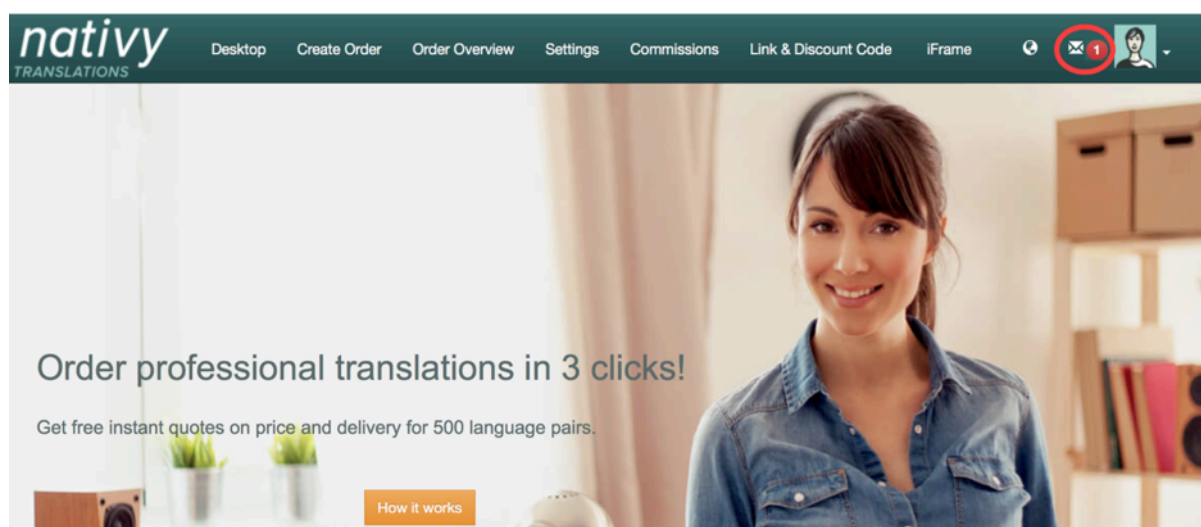 nativy
TRANSLATIONS
Desktop Create Order Order Overview Settings Commissions Link & Discount Code iFrame 1
Order professional translations in 3 clicks!
Get free instant quotes on price and delivery for 500 language pairs.
How it works